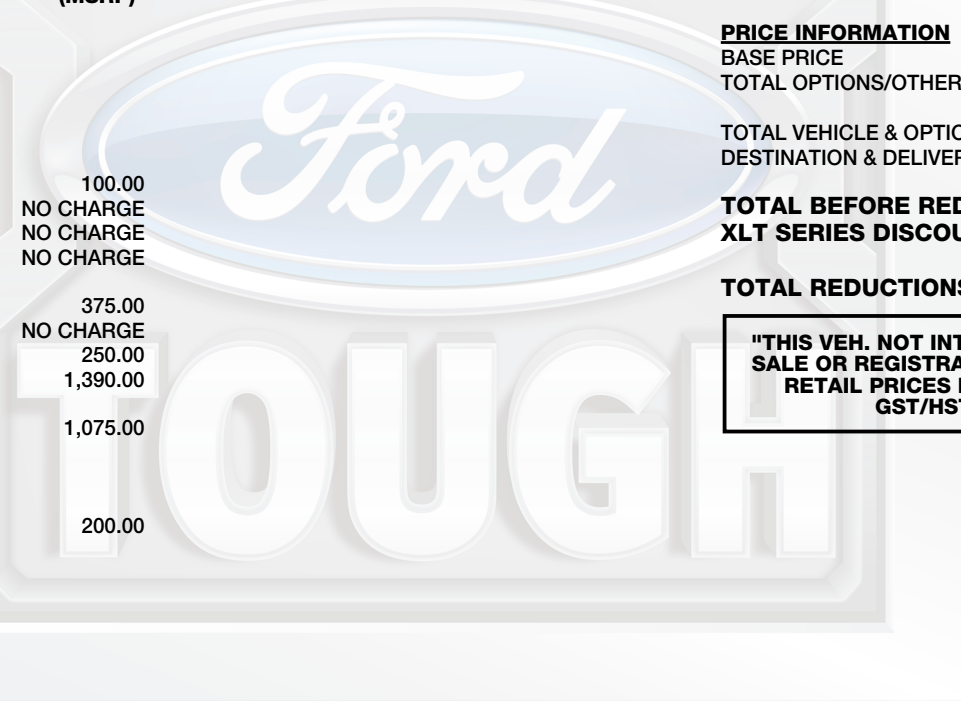 (MSRP)
100.00
NO CHARGE
NO CHARGE
NO CHARGE
375.00
NO CHARGE
250.00
1,390.00
1,075.00
200.00
Ford
TOUGH
PRICE INFORMATION
BASE PRICE
TOTAL OPTIONS/OTHER
TOTAL VEHICLE & OPTIO
DESTINATION & DELIVER
TOTAL BEFORE RED
XLT SERIES DISCOU
TOTAL REDUCTIONS
"THIS VEH. NOT INT
SALE OR REGISTRA
RETAIL PRICES
GST/HST